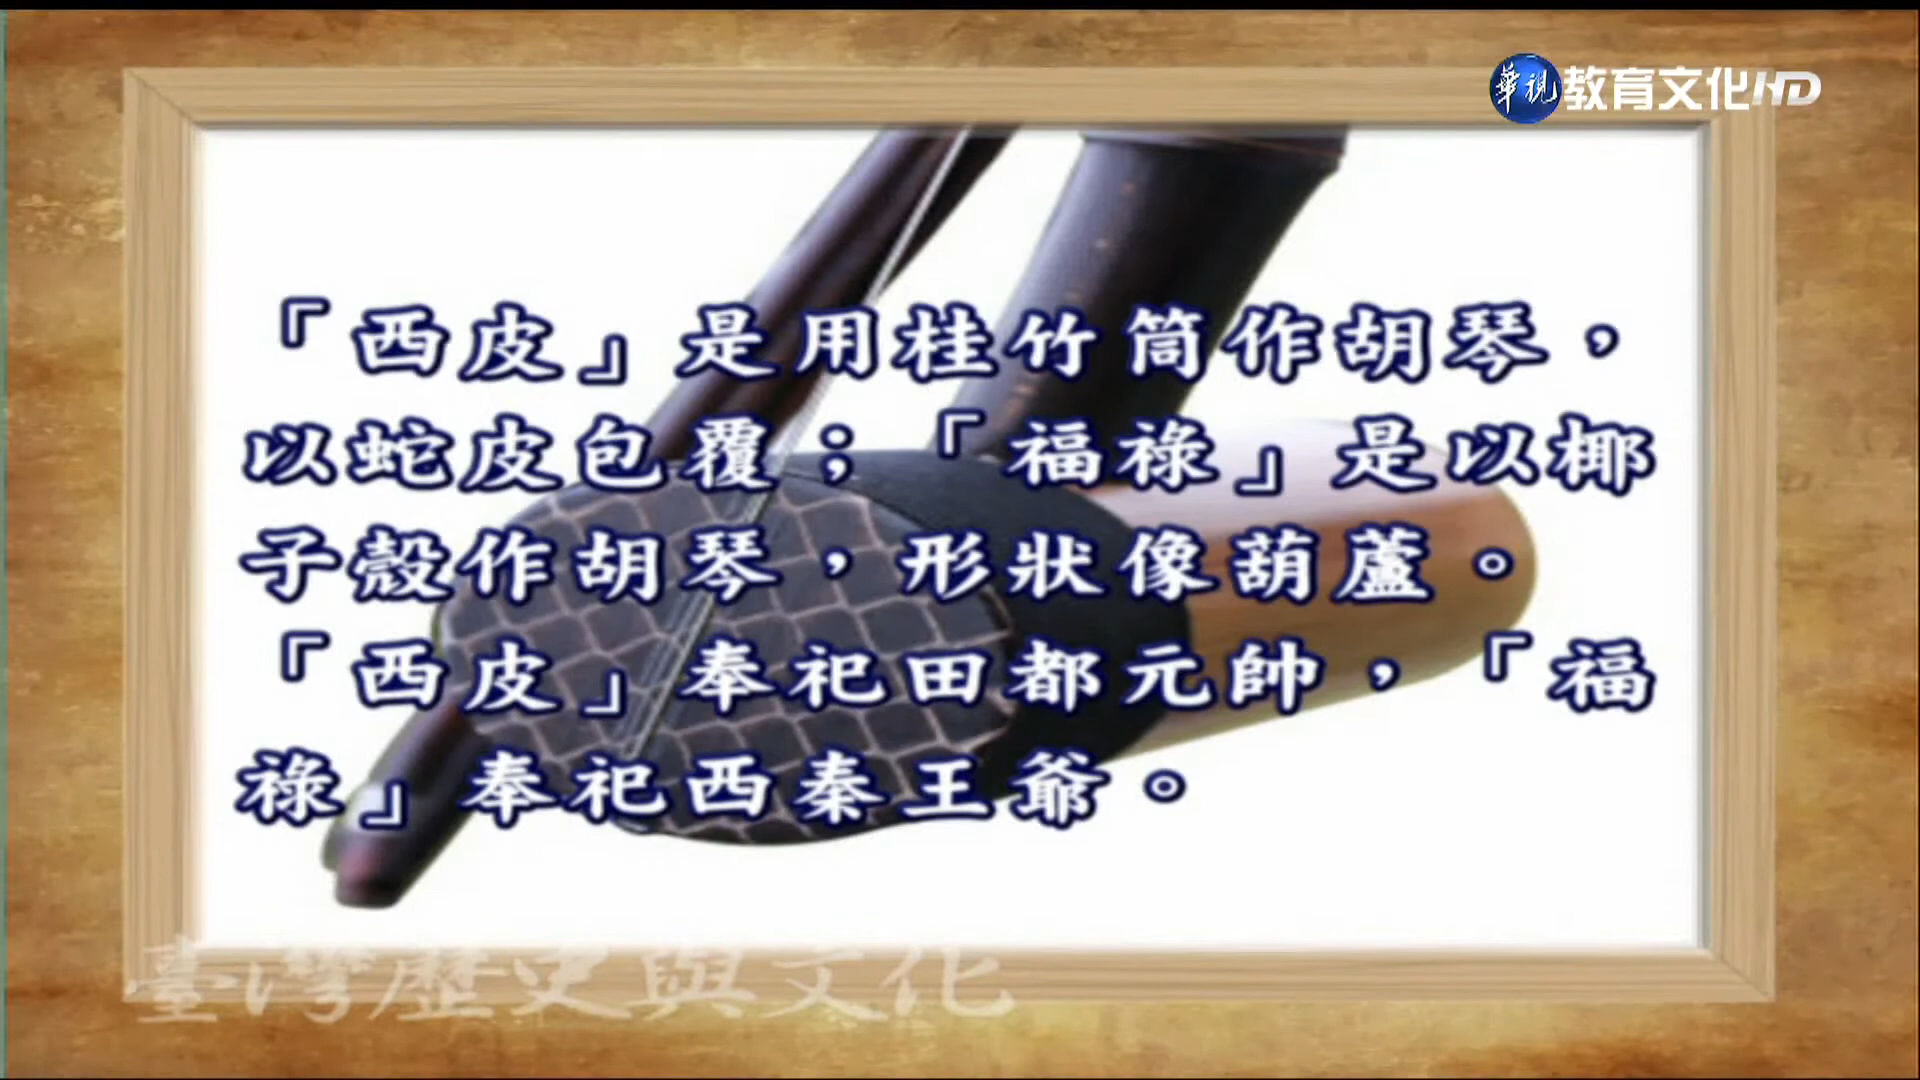 華視 教育文化HD
「西皮」是用桂竹筒作胡琴，
以蛇皮包覆；「福祿」是以椰
子殼作胡琴，形狀像葫蘆。
「西皮」奉祀田都元帥，「福
祿」奉祀西秦王爺。
臺灣歷史與文化